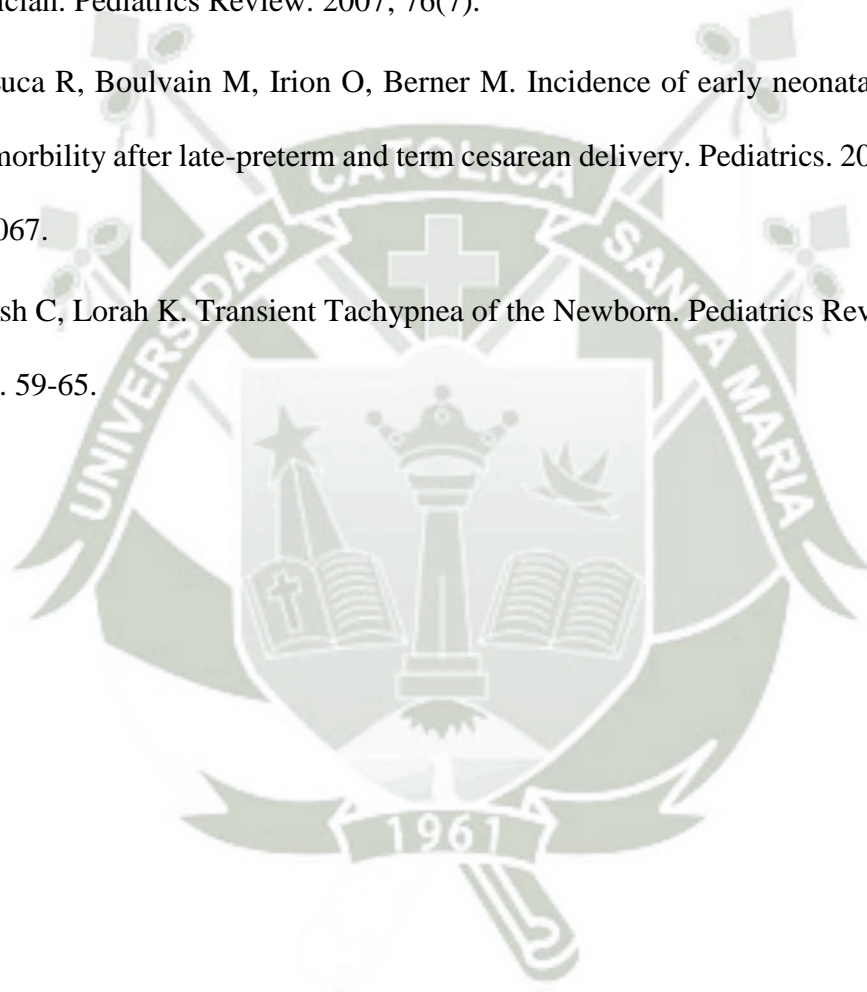 ician. Pediatrics Review. 2007; 76(7).
uca R, Boulvain M, Irion O, Berner M. Incidence of early neonata
norbility after late-preterm and term cesarean delivery. Pediatrics. 20
067.
sh C, Lorah K. Transient Tachypnea of the Newborn. Pediatrics Rev
. 59-65.
UNIVERSIDAD CATOLICA SANTA MARIA
1961